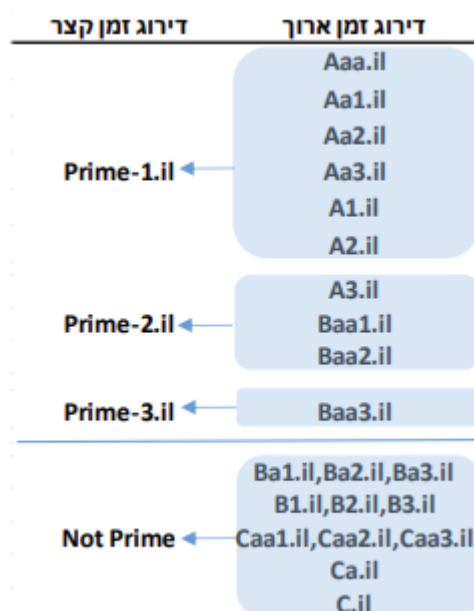 דירוג זמן ארוך דירוג זמן קצר
Aaa.il
Aa1.il
Aa2.il
Prime-1.il Aa3.il
A1.il
A2.il
A3.il
Prime-2.il Baa1.il
Baa2.il
Prime-3.il Baa3.il
Ba1.il,Ba2.il,Ba3.il
B1.il,B2.il,B3.il
Not Prime Caa1.il,Caa2.il,Caa3.il
Ca.il
C.il